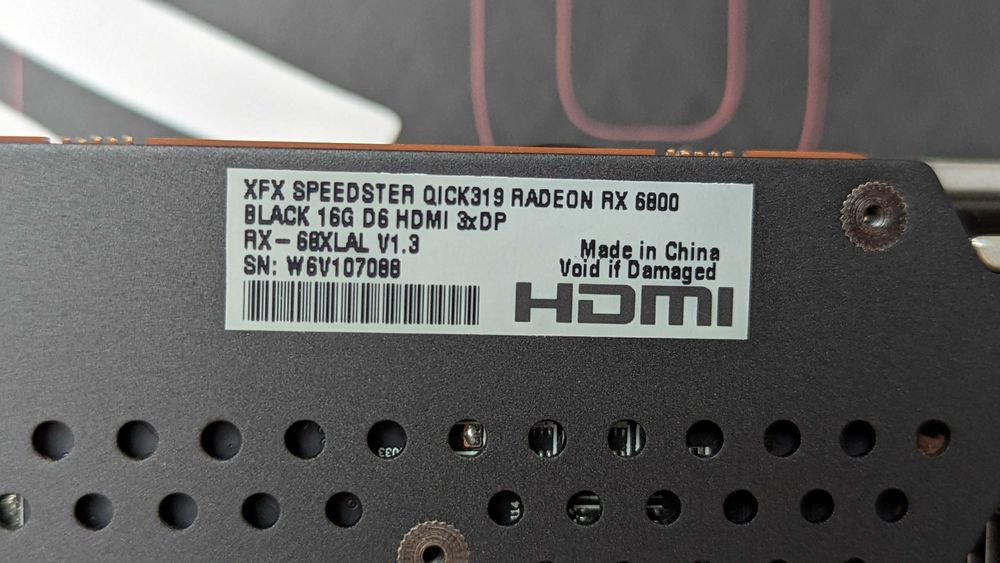 XFX SPEEDSTER QICK319 RADEON RX 6800
BLACK 16G D6 HDMI 3xDP
RX-68XLAL V1.3
SN: W6V107088
Made in China
Void if Damaged
HDMI